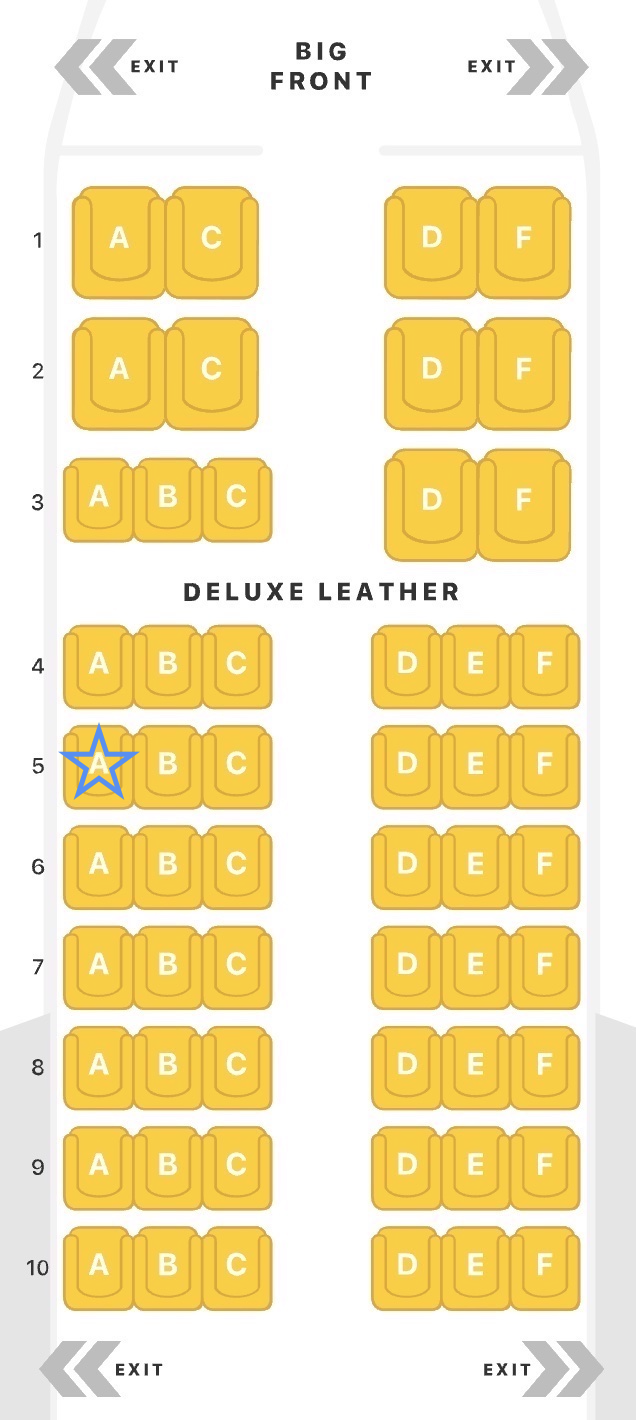 BIG
FRONT
EXIT EXIT
1 A C D F
2 A C D F
3 A B C D F
DELUXE LEATHER
4 A B C D E F
5 A B C D E F
6 A B C D E F
7 A B C D E F
8 A B C D E F
9 A B C D E F
10 A B C D E F
EXIT EXIT